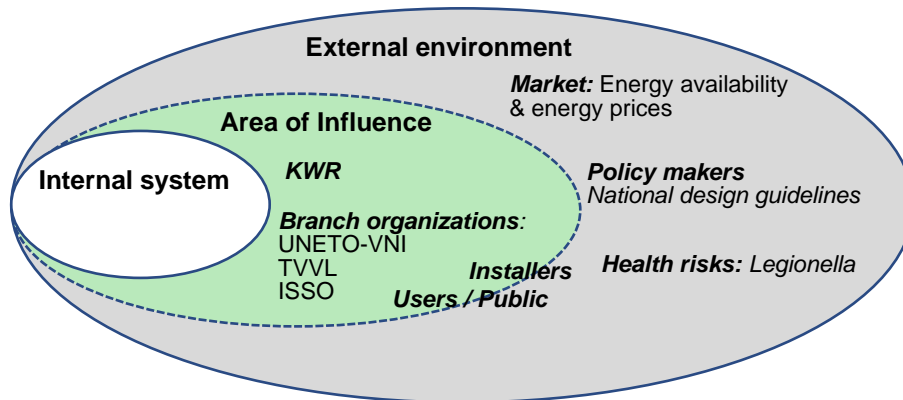 External environment
Market: Energy availability
& energy prices
Area of Influence
KWR
Internal system
Policy makers
National design guidelines
Branch organizations:
UNETO-VNI
TVVL
ISSO
Installers
Users / Public
Health risks: Legionella